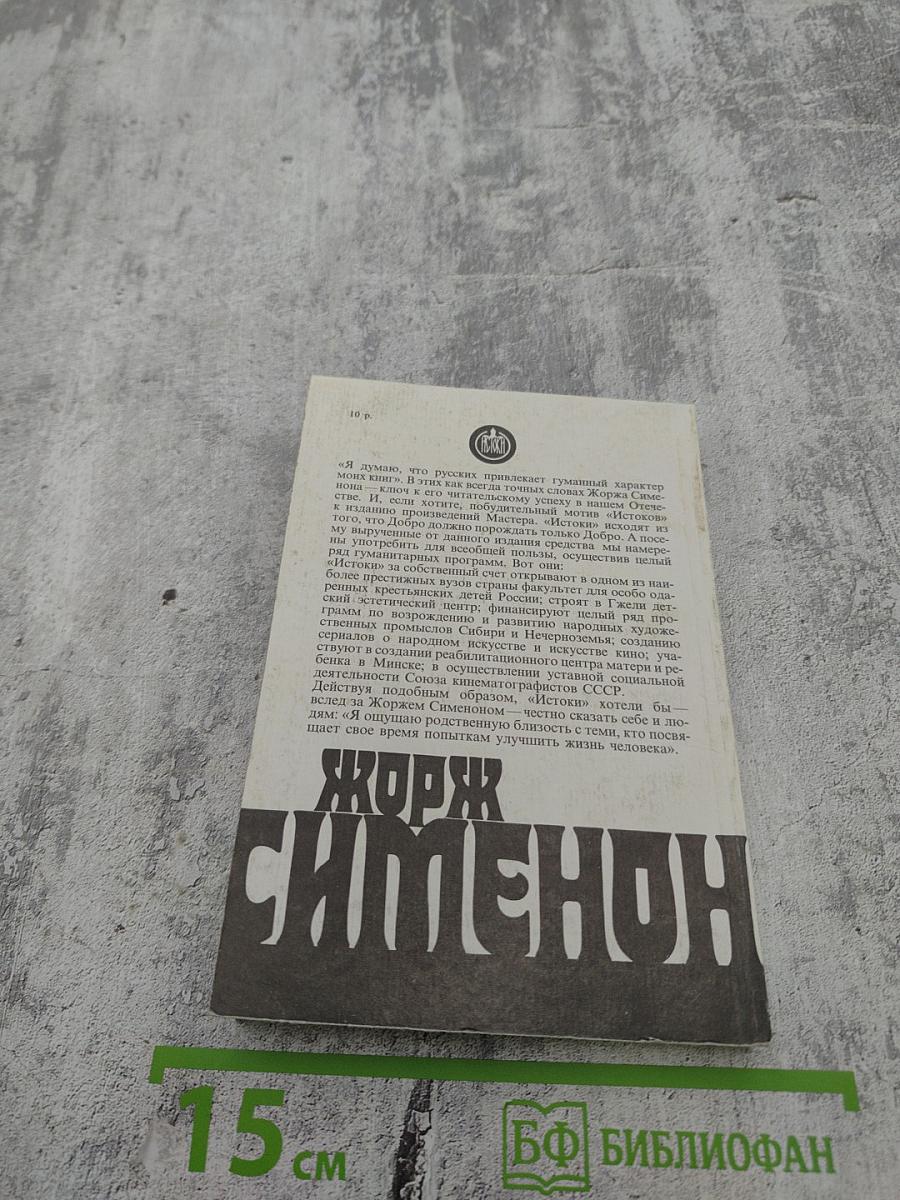 10 р.
ИСТОКИ
«Я думаю, что русских привлекает гуманный характер
моих книг». В этих как всегда точных словах Жоржа Симе-
нона — ключ к его читательскому успеху в нашем Отече-
стве. И, если хотите, побудительный мотив «Истоков»
к изданию произведений Мастера. «Истоки» исходят из
того, что Добро должно порождать только Добро. А посе-
му вырученные от данного издания средства мы намере-
ны употребить для всеобщей пользы, осуществив целый
ряд гуманитарных программ. Вот они:
«Истоки» за собственный счет открывают в одном из наи-
более престижных вузов страны факультет для особо ода-
ренных крестьянских детей России; строят в Гжели дет-
ский эстетический центр; финансируют целый ряд про-
грамм по возрождению и развитию народных художе-
ственных промыслов Сибири и Нечерноземья; созданию
сериалов о народном искусстве и искусстве кино; уча-
ствуют в создании реабилитационного центра матери и ре-
бенка в Минске; в осуществлении уставной социальной
деятельности Союза кинематографистов СССР.
Действуя подобным образом, «Истоки» хотели бы —
вслед за Жоржем Сименоном — честно сказать себе и лю-
дям: «Я ощущаю родственную близость с теми, кто посвя-
щает свое время попыткам улучшить жизнь человека».
ЖОРЖ
СИМЕНОН
15 см
БФ БИБЛИОФАН